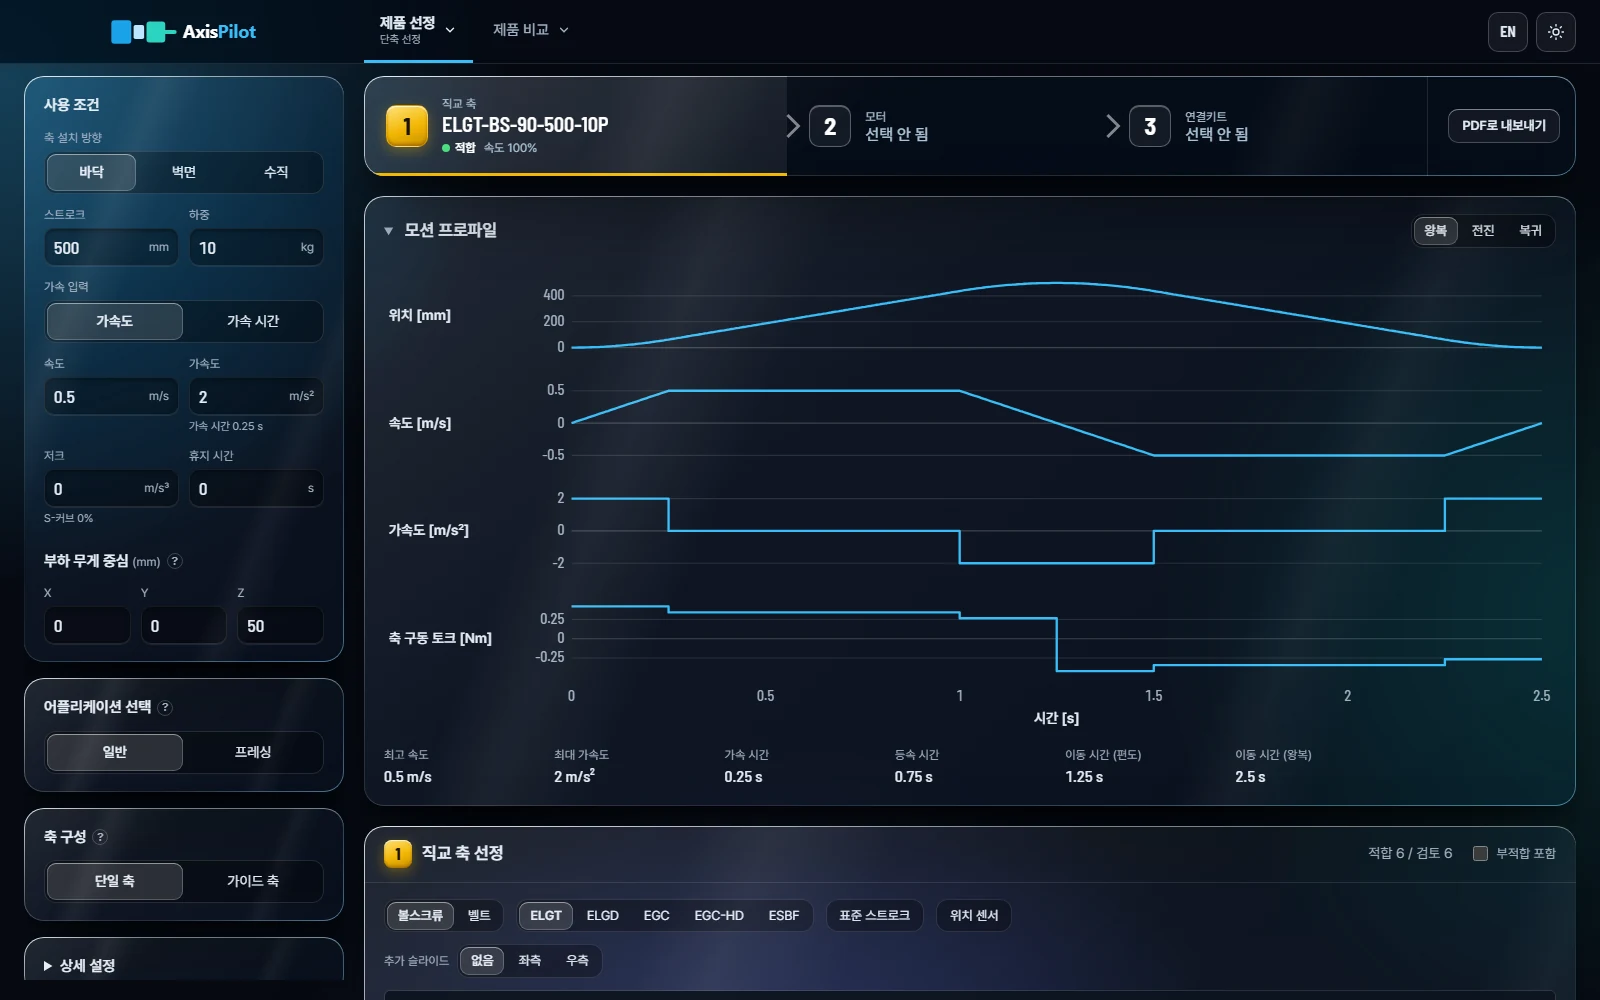 AxisPilot
제품 선정
단축 선정
제품 비교
EN
사용 조건
축 설치 방향
바닥 벽면 수직
스트로크 하중
500 mm 10 kg
가속 입력
가속도 가속 시간
속도 가속도
0.5 m/s 2 m/s²
가속 시간 0.25 s
저크 휴지 시간
0 m/s³ 0 s
S-커브 0%
부하 무게 중심 (mm) ?
X Y Z
0 0 50
어플리케이션 선택 ?
일반 프레싱
축 구성 ?
단일 축 가이드 축
상세 설정
1
직교 축
ELGT-BS-90-500-10P
적합 속도 100%
2
모터
선택 안 됨
3
연결키트
선택 안 됨
PDF로 내보내기
모션 프로파일
왕복 전진 복귀
위치 [mm]
400
200
0
속도 [m/s]
0.5
0
-0.5
가속도 [m/s²]
2
0
-2
축 구동 토크 [Nm]
0.25
0
-0.25
0 0.5 1 1.5 2 2.5
시간 [s]
최고 속도 최대 가속도 가속 시간 등속 시간 이동 시간 (편도) 이동 시간 (왕복)
0.5 m/s 2 m/s² 0.25 s 0.75 s 1.25 s 2.5 s
1 직교 축 선정
적합 6 / 검토 6 부적합 포함
볼스크류 벨트 ELGT ELGD EGC EGC-HD ESBF 표준 스트로크 위치 센서
추가 슬라이드 없음 좌측 우측